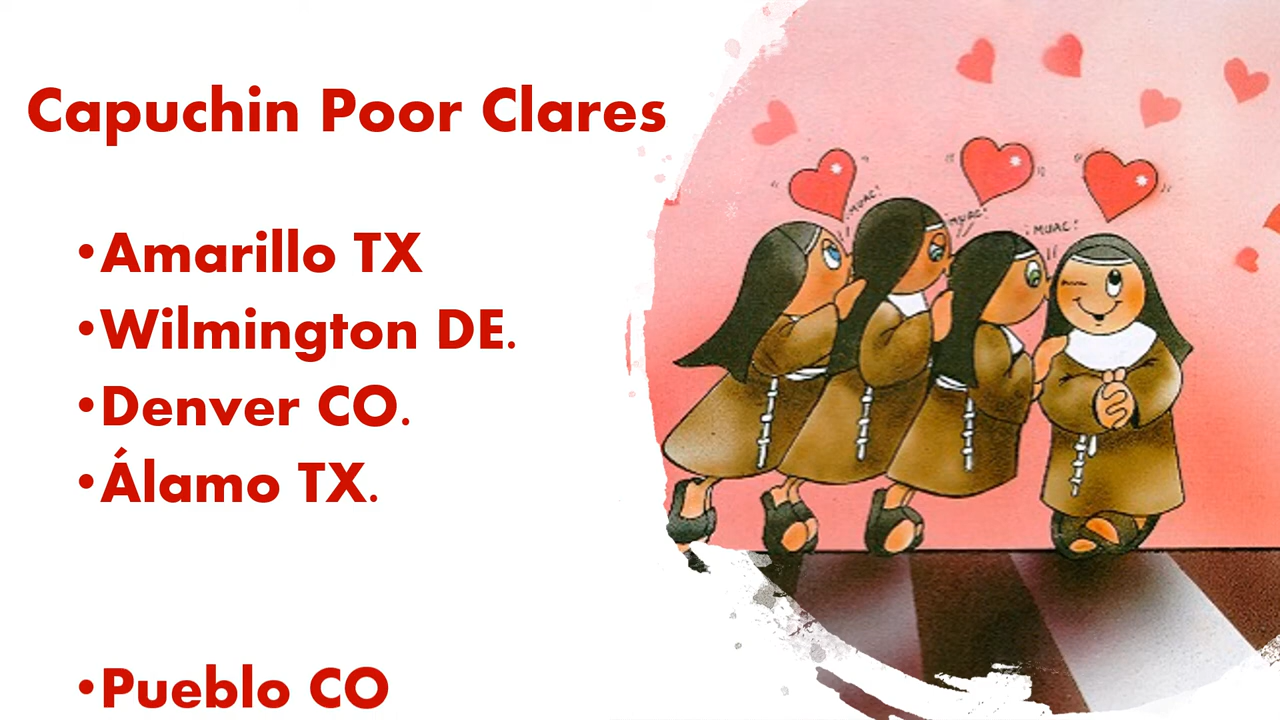 Capuchin Poor Clares
•Amarillo TX
•Wilmington DE.
•Denver CO.
•Álamo TX.
•Pueblo CO
¡MUAC!
¡MUAC!
¡MUAC!